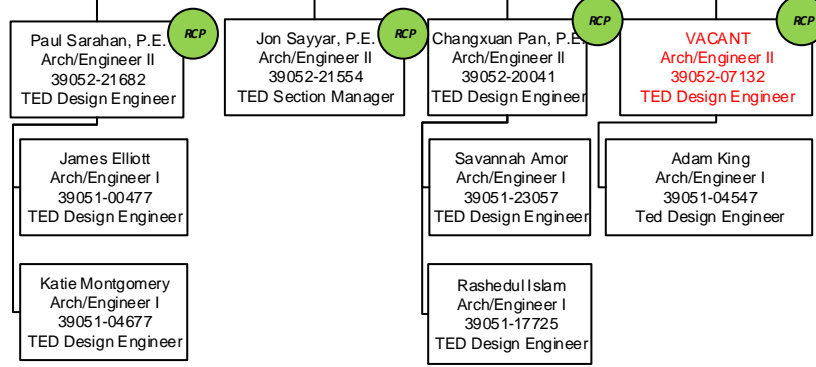 Paul Sarahan, P.E.
Arch/Engineer II
39052-21682
TED Design Engineer
RCP
Jon Sayyar, P.E.
Arch/Engineer II
39052-21554
TED Section Manager
RCP
Changxuan Pan, P.E.
Arch/Engineer II
39052-20041
TED Design Engineer
RCP
VACANT
Arch/Engineer II
39052-07132
TED Design Engineer
RCP
James Elliott
Arch/Engineer I
39051-00477
TED Design Engineer
Savannah Amor
Arch/Engineer I
39051-23057
TED Design Engineer
Adam King
Arch/Engineer I
39051-04547
Ted Design Engineer
Katie Montgomery
Arch/Engineer I
39051-04677
TED Design Engineer
Rashedul Islam
Arch/Engineer I
39051-17725
TED Design Engineer